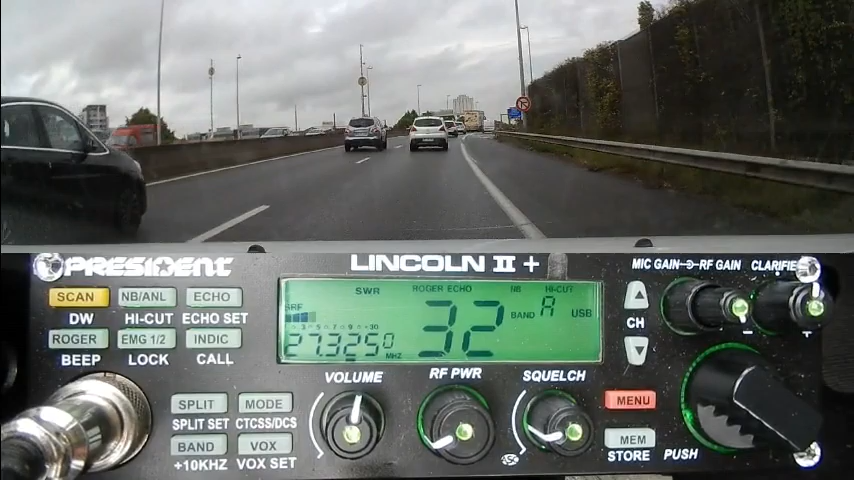 PRESIDENT
LINCOLN II +
MIC GAIN RF GAIN CLARIFIER
SCAN NB/ANL ECHO
DW HI-CUT ECHO SET
ROGER EMG 1/2 INDIC
BEEP LOCK CALL
SWR ROGER ECHO NB HI-CUT
32 BAND A USB
27.3250 MHZ
CH
VOLUME RF PWR SQUELCH
SPLIT MODE
SPLIT SET CTCSS/DCS
BAND VOX
+10KHZ VOX SET
MENU
MEM
STORE PUSH